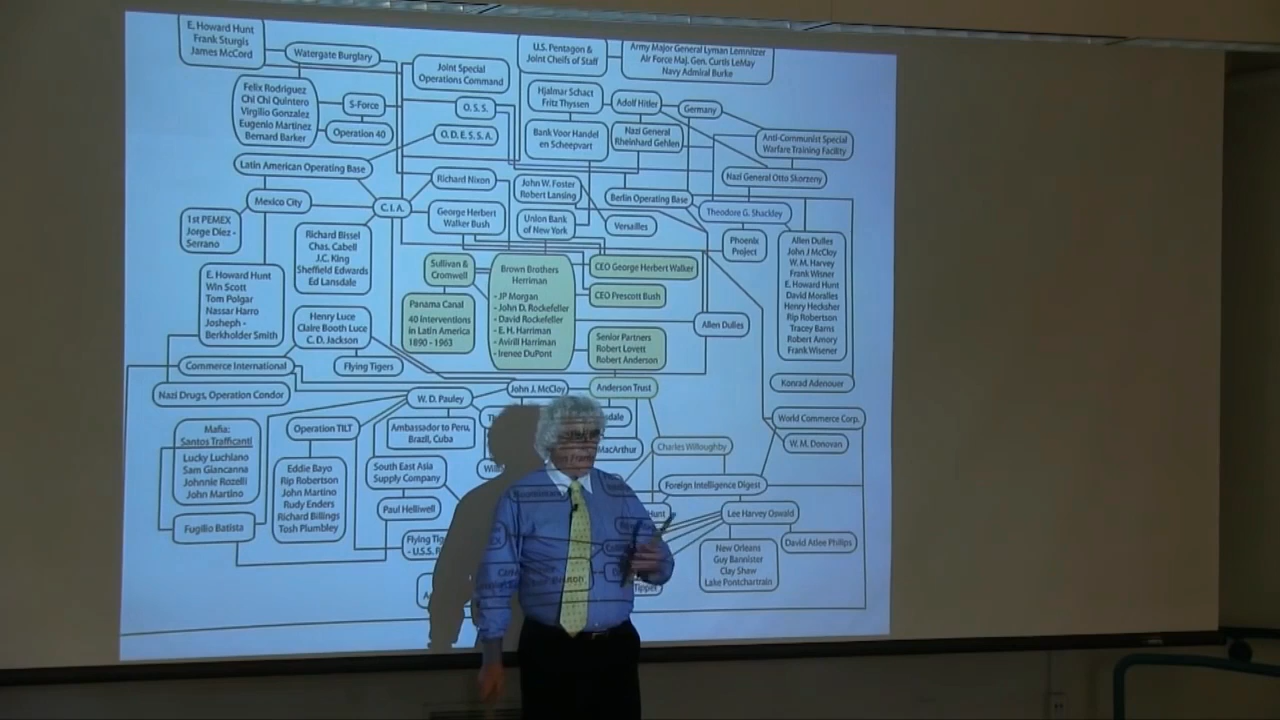 E. Howard Hunt
Frank Sturgis
James McCord
Watergate Burglary
Joint Special
Operations Command
U.S. Pentagon &
Joint Cheifs of Staff
Army Major General Lyman Lemnitzer
Air Force Maj. Gen. Curtis LeMay
Navy Admiral Burke
Felix Rodriguez
Chi Chi Quintero
Virgilio Gonzalez
Eugenio Martinez
Bernard Barker
S-Force
Operation 40
O. S. S.
O. D. E. S. S. A.
Hjalmar Schact
Fritz Thyssen
Adolf Hitler
Germany
Bank Voor Handel
en Scheepvart
Nazi General
Rheinhard Gehlen
Anti-Communist Special
Warfare Training Facility
Latin American Operating Base
Nazi General Otto Skorzeny
Richard Nixon
John W. Foster
Robert Lansing
Berlin Operating Base
Mexico City
C.I.A.
George Herbert
Walker Bush
Union Bank
of New York
Versailles
Theodore G. Shackley
1st PEMEX
Jorge Diez -
Serrano
Richard Bissel
Chas. Cabell
J.C. King
Sheffield Edwards
Ed Lansdale
Phoenix
Project
Allen Dulles
John J McCloy
W. M. Harvey
Frank Wisner
E. Howard Hunt
David Moralles
Henry Hecksher
Rip Robertson
Tracey Barns
Robert Amory
Frank Wisener
E. Howard Hunt
Win Scott
Tom Polgar
Nassar Harro
Josheph -
Berkholder Smith
Sullivan &
Cromwell
Brown Brothers
Herriman
- JP Morgan
- John D. Rockefeller
- David Rockefeller
- E. H. Harriman
- Avirill Harriman
- Irenee DuPont
CEO George Herbert Walker
CEO Prescott Bush
Panama Canal
40 Interventions
in Latin America
1890 - 1963
Henry Luce
Claire Booth Luce
C. D. Jackson
Allen Dulles
Senior Partners
Robert Lovett
Robert Anderson
Commerce International
Flying Tigers
Nazi Drugs, Operation Condor
John J. McCloy
Anderson Trust
Konrad Adenouer
W. D. Pauley
World Commerce Corp.
Mafia:
Santos Trafficanti
Lucky Luchiano
Sam Giancanna
Johnnie Rozelli
John Martino
Operation TILT
Ambassador to Peru,
Brazil, Cuba
MacArthur
Charles Willoughby
W. M. Donovan
Eddie Bayo
Rip Robertson
John Martino
Rudy Enders
Richard Billings
Tosh Plumbley
South East Asia
Supply Company
Foreign Intelligence Digest
Fugilio Batista
Paul Helliwell
Hunt
Lee Harvey Oswald
David Atlee Philips
Flying
New Orleans
Guy Bannister
Clay Shaw
Lake Pontchartrain
Tipper